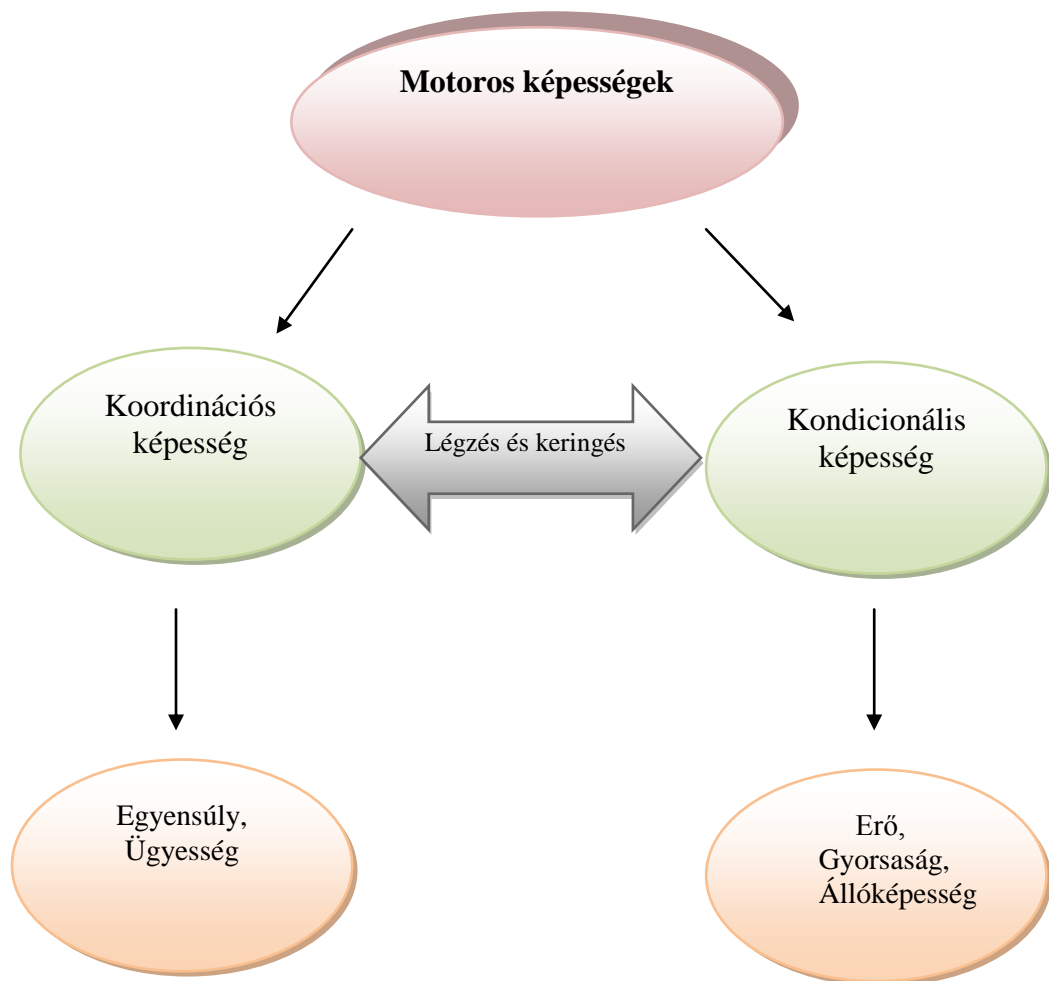 Motoros képességek
Koordinációs
képesség
Légzés és keringés
Kondicionális
képesség
Egyensúly,
Ügyesség
Erő,
Gyorsaság,
Állóképesség